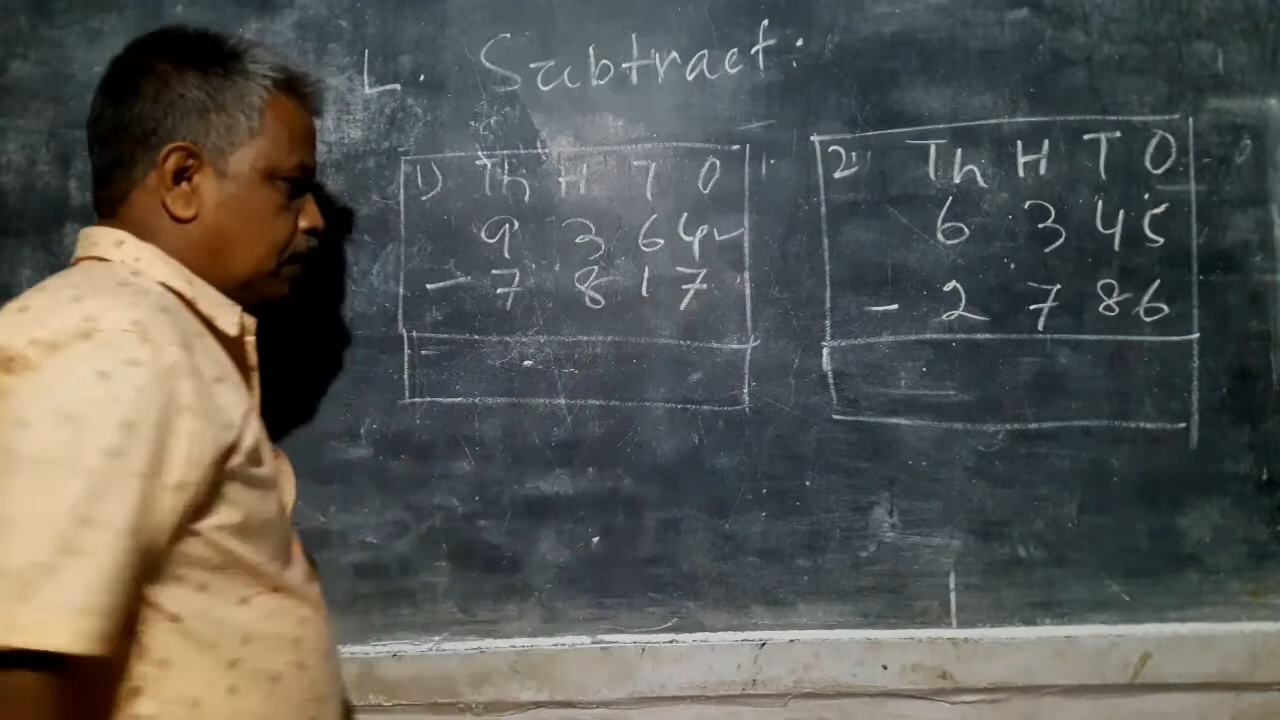 L. Subtract:
1) Th H T O
9 3 6 4
- 7 8 1 7
2) Th H T O
6 3 4 5
- 2 7 8 6